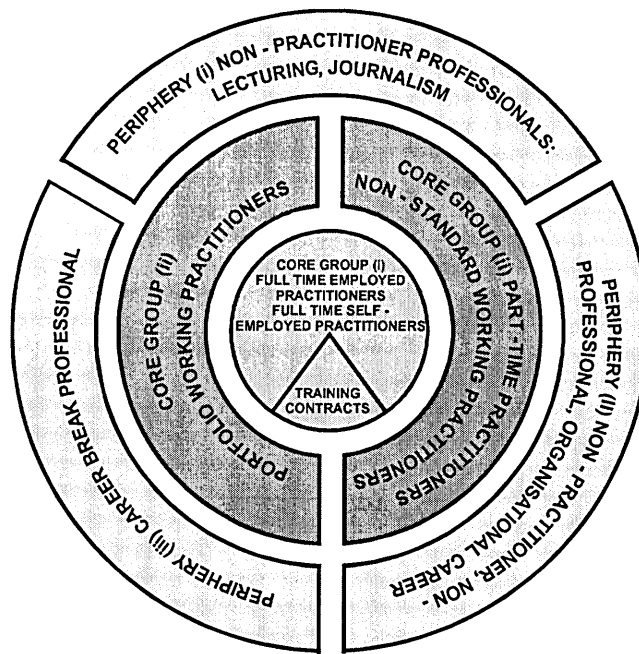 PERIPHERY (i) NON - PRACTITIONER PROFESSIONALS:
LECTURING, JOURNALISM
CORE GROUP (ii)
PORTFOLIO WORKING PRACTITIONERS
CORE GROUP (ii) PART -TIME PRACTITIONERS
NON - STANDARD WORKING PRACTITIONERS
CORE GROUP (i)
FULL TIME EMPLOYED
PRACTITIONERS
FULL TIME SELF -
EMPLOYED PRACTITIONERS
TRAINING
CONTRACTS
PERIPHERY (ii) CAREER BREAK PROFESSIONAL
PERIPHERY (ii) NON - PRACTITIONER, NON -
PROFESSIONAL, ORGANISATIONAL CAREER